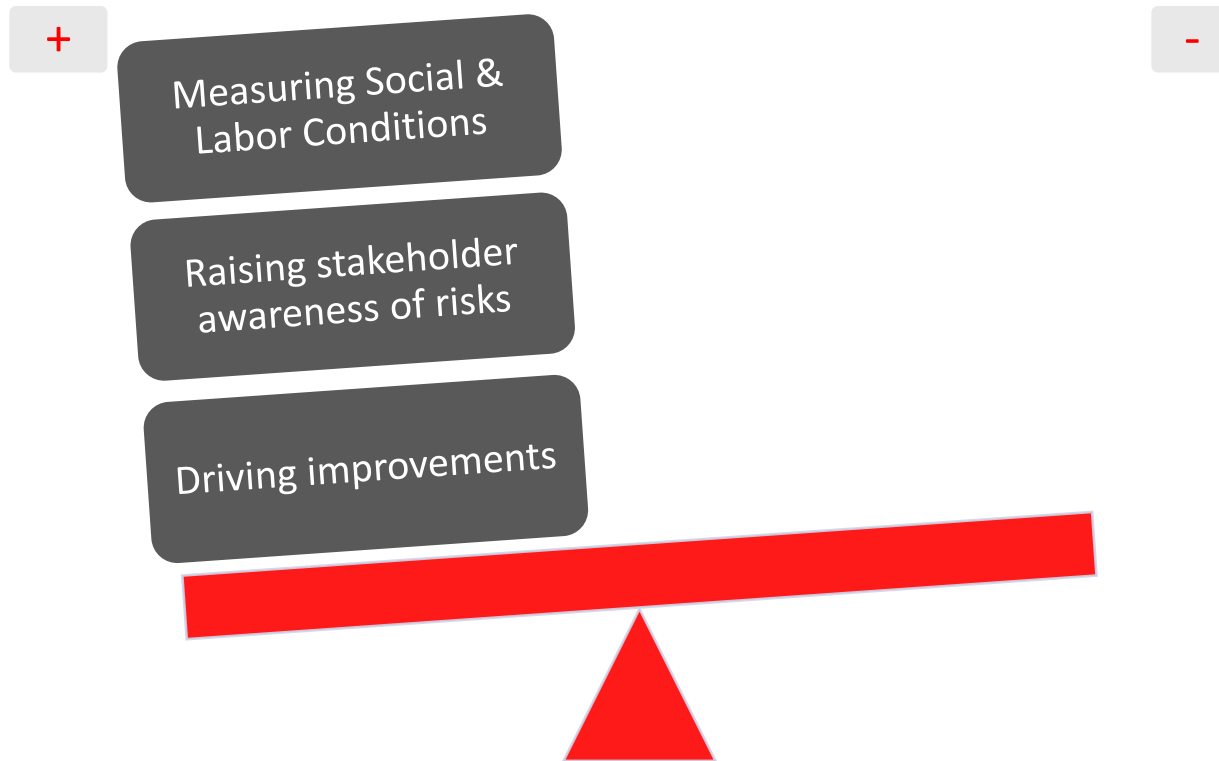 +
-
Measuring Social &
Labor Conditions
Raising stakeholder
awareness of risks
Driving improvements